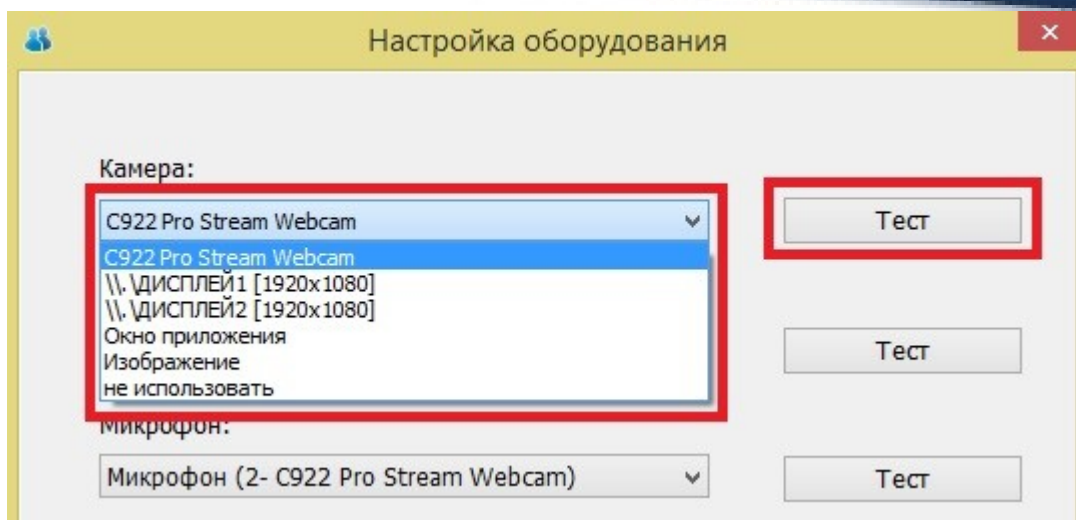 Настройка оборудования
Камера:
C922 Pro Stream Webcam
Тест
C922 Pro Stream Webcam
\\.\ДИСПЛЕЙ1 [1920x1080]
\\.\ДИСПЛЕЙ2 [1920x1080]
Окно приложения
Изображение
не использовать
Тест
Микрофон:
Микрофон (2- C922 Pro Stream Webcam)
Тест